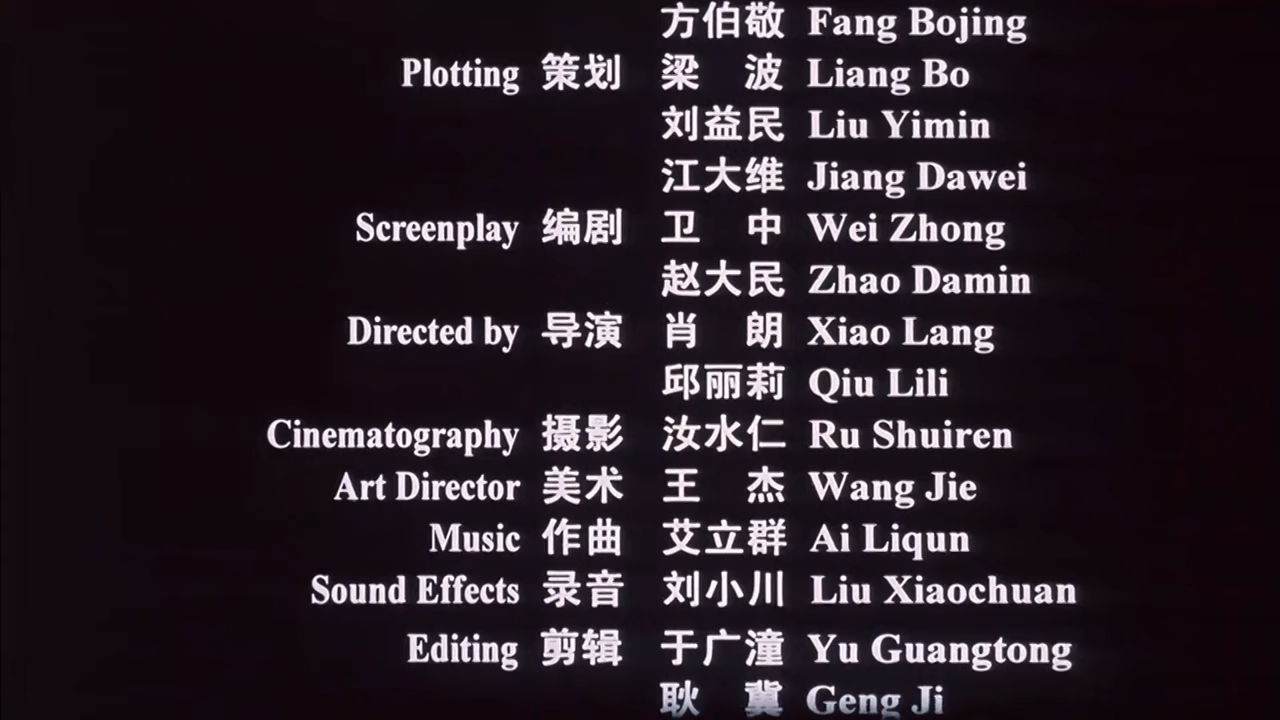 方伯敬 Fang Bojing
Plotting 策划 梁 波 Liang Bo
刘益民 Liu Yimin
江大维 Jiang Dawei
Screenplay 编剧 卫 中 Wei Zhong
赵大民 Zhao Damin
Directed by 导演 肖 朗 Xiao Lang
邱丽莉 Qiu Lili
Cinematography 摄影 汝水仁 Ru Shuiren
Art Director 美术 王 杰 Wang Jie
Music 作曲 艾立群 Ai Liqun
Sound Effects 录音 刘小川 Liu Xiaochuan
Editing 剪辑 于广潼 Yu Guangtong
耿 冀 Geng Ji